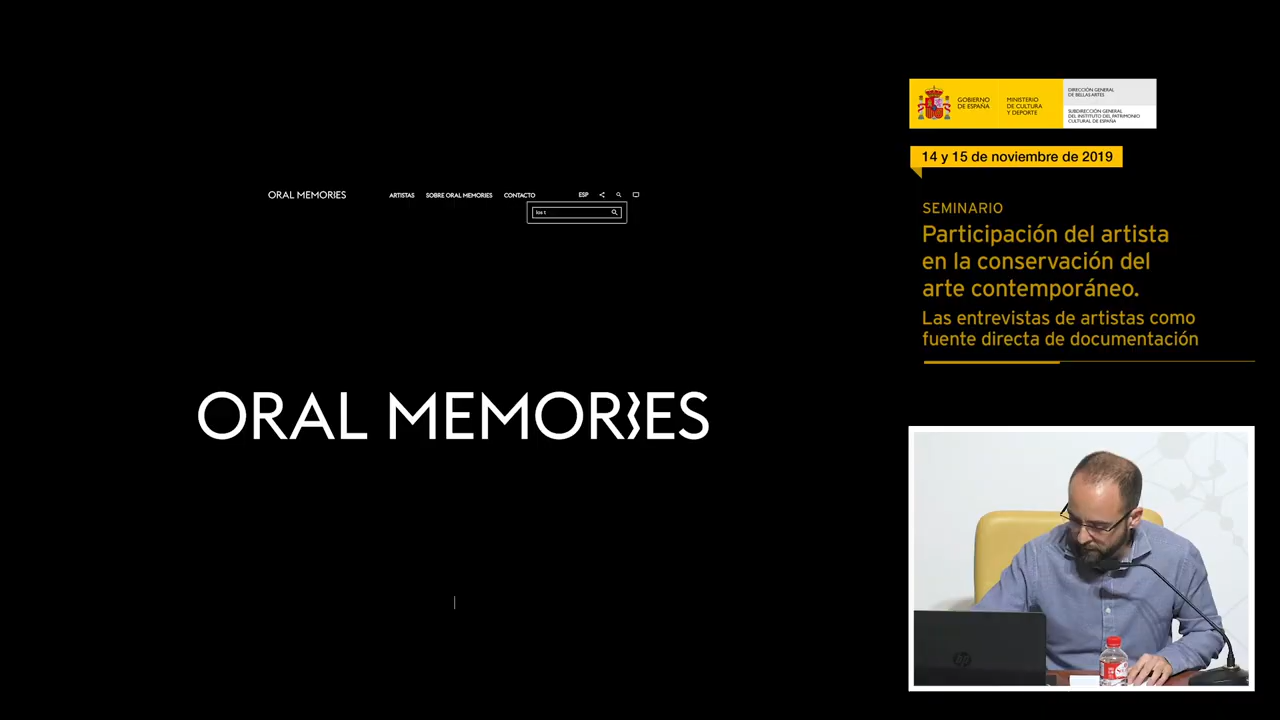 ORAL MEMORIES
ARTISTAS
SOBRE ORAL MEMORIES
CONTACTO
ESP
ORAL MEMORIES
GOBIERNO
DE ESPAÑA
MINISTERIO
DE CULTURA
Y DEPORTE
DIRECCIÓN GENERAL
DE BELLAS ARTES
SUBDIRECCIÓN GENERAL
DEL INSTITUTO DEL PATRIMONIO
CULTURAL DE ESPAÑA
14 y 15 de noviembre de 2019
SEMINARIO
Participación del artista
en la conservación del
arte contemporáneo.
Las entrevistas de artistas como
fuente directa de documentación
hp